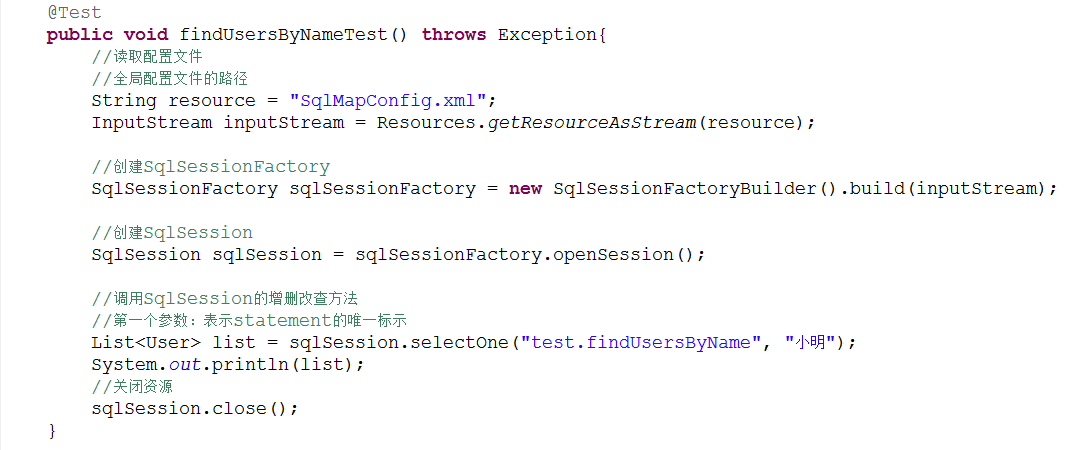 @Test
public void findUsersByNameTest() throws Exception{
//读取配置文件
//全局配置文件的路径
String resource = "SqlMapConfig.xml";
InputStream inputStream = Resources.getResourceAsStream(resource);
//创建SqlSessionFactory
SqlSessionFactory sqlSessionFactory = new SqlSessionFactoryBuilder().build(inputStream);
//创建SqlSession
SqlSession sqlSession = sqlSessionFactory.openSession();
//调用SqlSession的增删改查方法
//第一个参数：表示statement的唯一标示
List<User> list = sqlSession.selectOne("test.findUsersByName", "小明");
System.out.println(list);
//关闭资源
sqlSession.close();
}